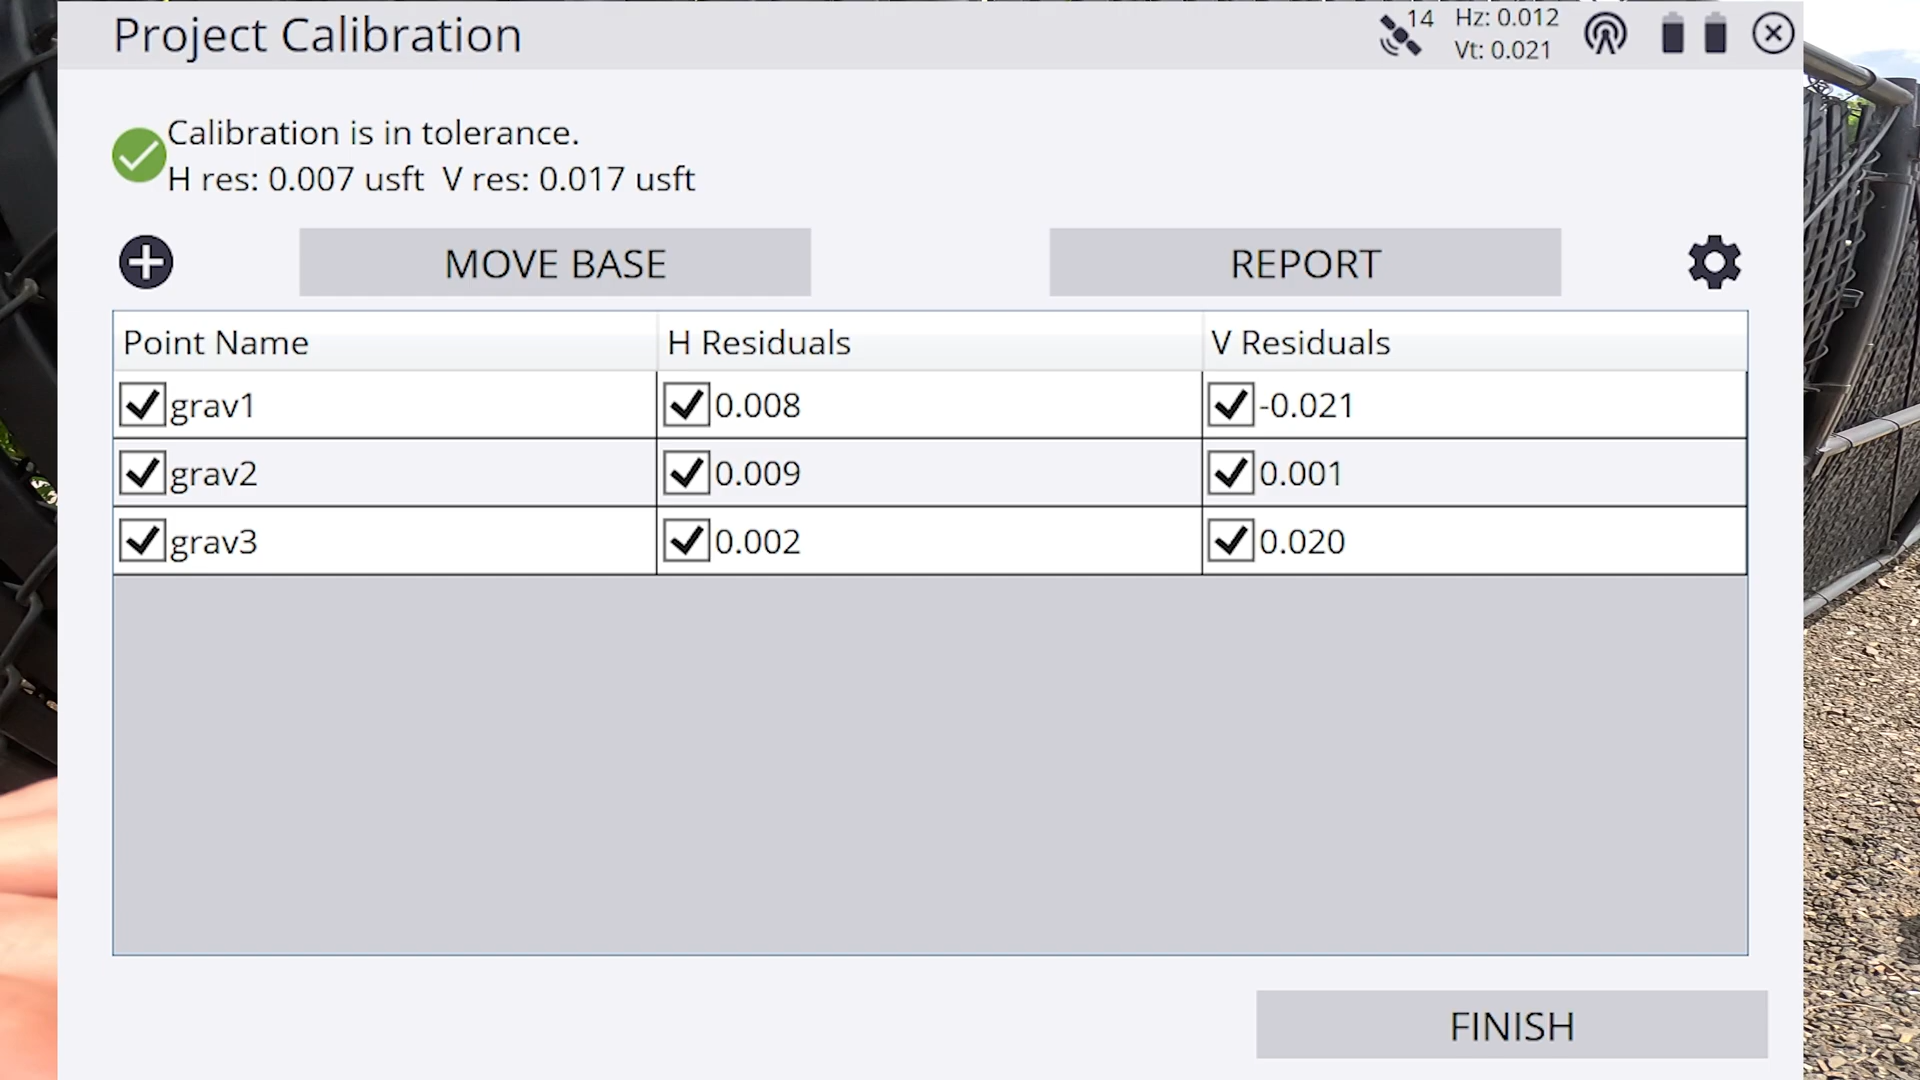 Project Calibration
14
Hz: 0.012
Vt: 0.021
Calibration is in tolerance.
H res: 0.007 usft  V res: 0.017 usft
MOVE BASE
REPORT
Point Name
H Residuals
V Residuals
grav1
0.008
-0.021
grav2
0.009
0.001
grav3
0.002
0.020
FINISH